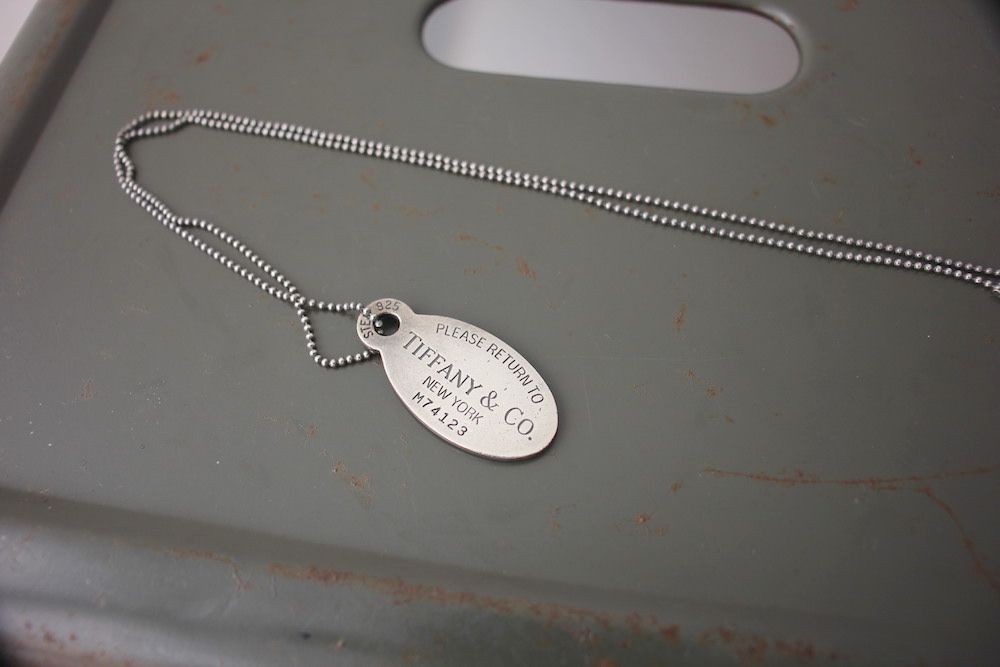 STER 925
PLEASE RETURN TO
TIFFANY & CO.
NEW YORK
M74123